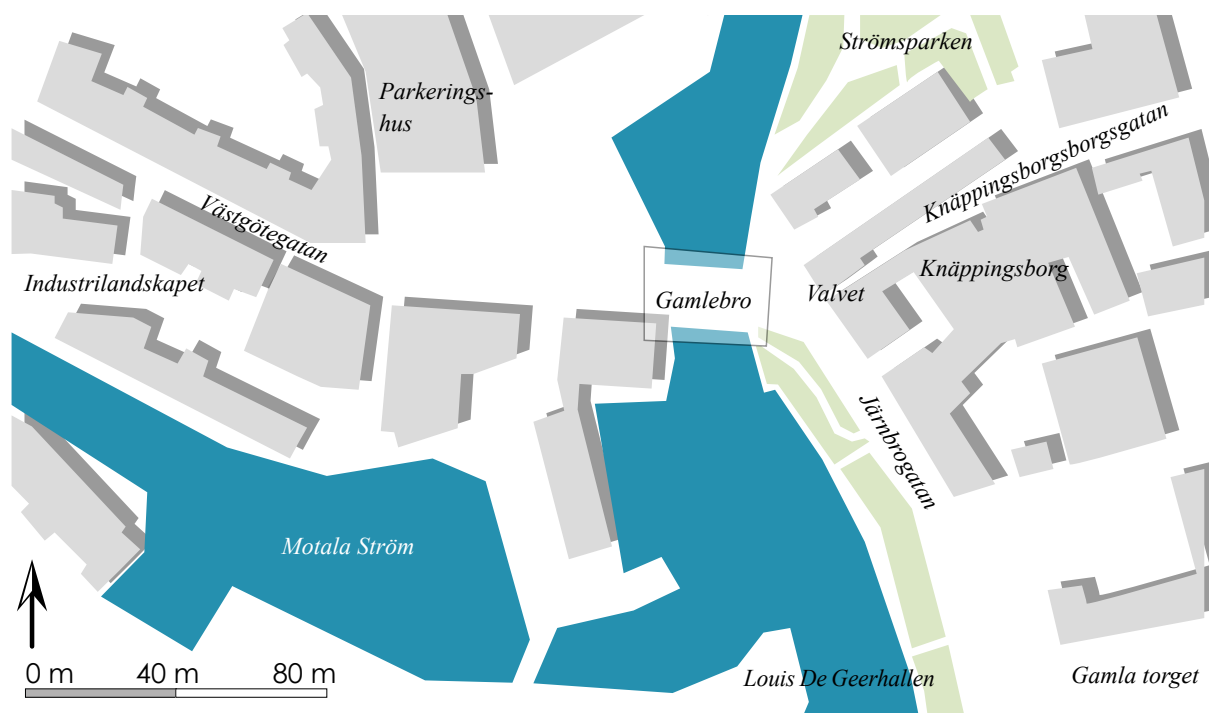 Strömsparken
Parkerings-
hus
Knäppingsborgsborgsgatan
Västgötegatan
Industrilandskapet
Gamlebro
Valvet
Knäppingsborg
Järnbrogatan
Motala Ström
0 m 40 m 80 m
Louis De Geerhallen
Gamla torget